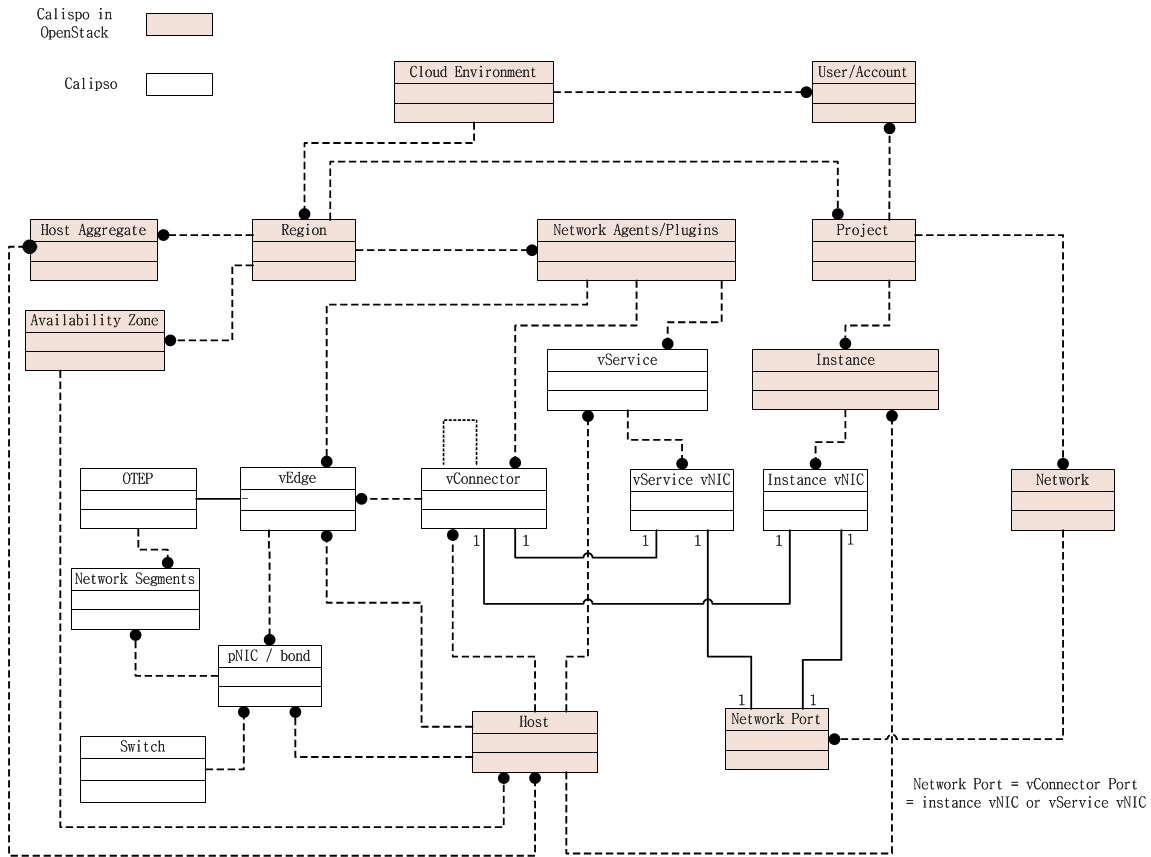 Calispo in
OpenStack
Calipso
Cloud Environment
User/Account
Host Aggregate
Region
Network Agents/Plugins
Project
Availability Zone
vService
Instance
OTEP
vEdge
vConnector
vService vNIC
Instance vNIC
Network
1
1
1
1
1
1
Network Segments
pNIC / bond
1
1
Host
Network Port
Switch
Network Port = vConnector Port
= instance vNIC or vService vNIC